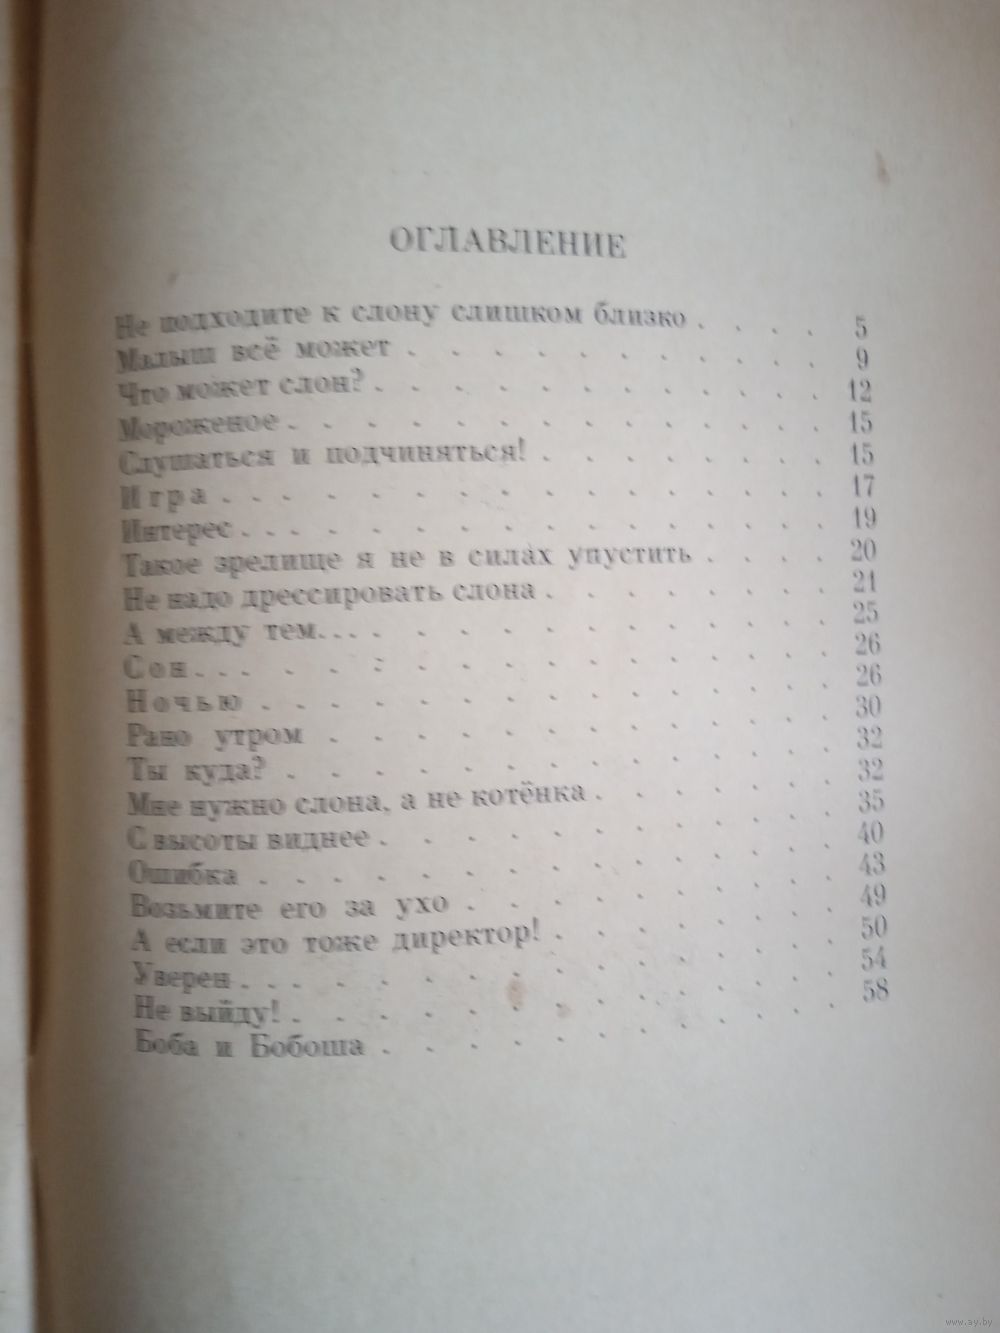 ОГЛАВЛЕНИЕ
Не подходите к слону слишком близко . . . . 5
Малыш всё может . . . . . . . . . . 9
Что может слон? . . . . . . . . . . 12
Мороженое . . . . . . . . . . . . 15
Слушаться и подчиняться! . . . . . . . 15
Игра . . . . . . . . . . . . . 17
Интерес . . . . . . . . . . . . 19
Такое зрелище я не в силах упустить . . . . 20
Не надо дрессировать слона . . . . . . . 21
А между тем... . . . . . . . . . . 25
Сон . . . . . . . . . . . . . 26
Ночью . . . . . . . . . . . . 26
Рано утром . . . . . . . . . . . 30
Ты куда? . . . . . . . . . . . . 32
Мне нужно слона, а не котёнка . . . . . . 32
С высоты виднее . . . . . . . . . . 35
Ошибка . . . . . . . . . . . . 40
Возьмите его за ухо . . . . . . . . . 43
А если это тоже директор! . . . . . . . 49
Уверен . . . . . . . . . . . . 50
Не выйду! . . . . . . . . . . . 54
Боба и Бобоша . . . . . . . . . . 58
www.ay.by